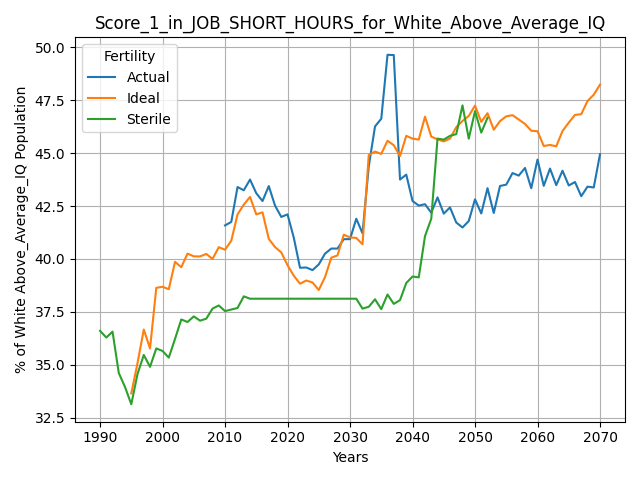 Score_1_in_JOB_SHORT_HOURS_for_White_Above_Average_IQ
% of White Above_Average_IQ Population
50.0
47.5
45.0
42.5
40.0
37.5
35.0
32.5
Fertility
Actual
Ideal
Sterile
1990 2000 2010 2020 2030 2040 2050 2060 2070
Years